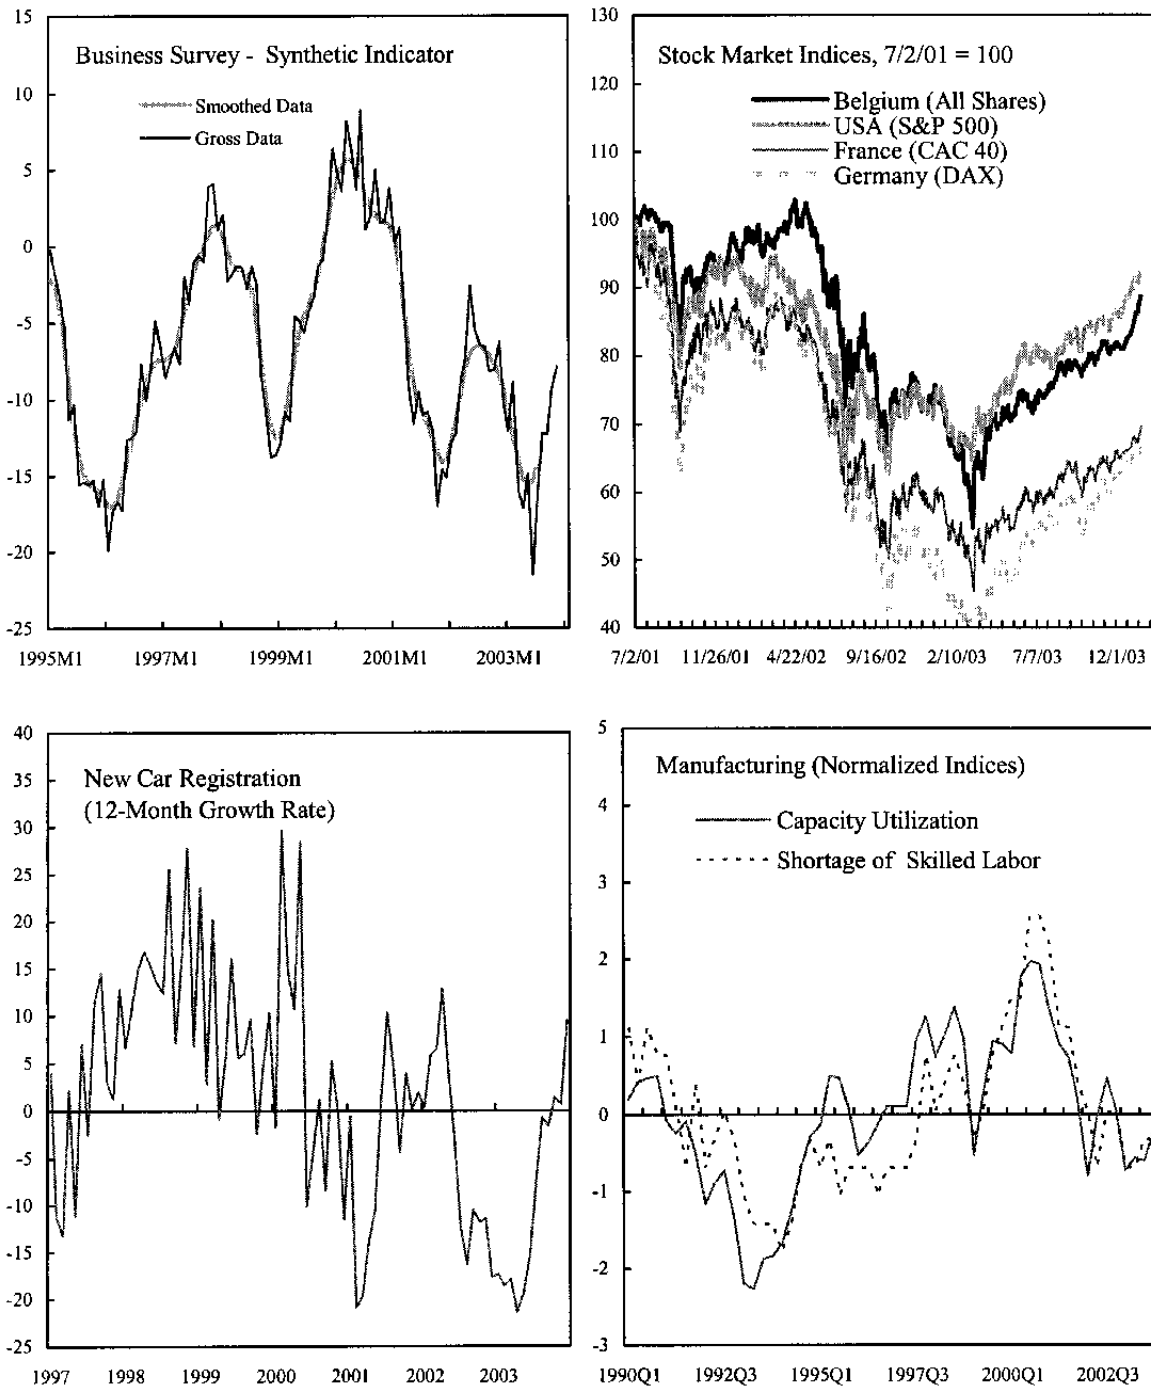 Business Survey - Synthetic Indicator
Smoothed Data
Gross Data
15
10
5
0
-5
-10
-15
-20
-25
1995M1 1997M1 1999M1 2001M1 2003M1
Stock Market Indices, 7/2/01 = 100
Belgium (All Shares)
USA (S&P 500)
France (CAC 40)
Germany (DAX)
130
120
110
100
90
80
70
60
50
40
7/2/01 11/26/01 4/22/02 9/16/02 2/10/03 7/7/03 12/1/03
New Car Registration
(12-Month Growth Rate)
40
35
30
25
20
15
10
5
0
-5
-10
-15
-20
-25
1997 1998 1999 2000 2001 2002 2003
Manufacturing (Normalized Indices)
Capacity Utilization
Shortage of Skilled Labor
5
4
3
2
1
0
-1
-2
-3
1990Q1 1992Q3 1995Q1 1997Q3 2000Q1 2002Q3